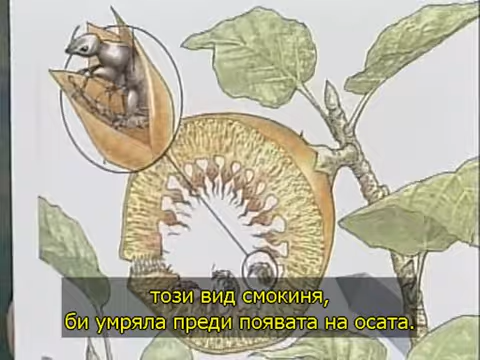 този вид смокиня,
би умряла преди появата на осата.